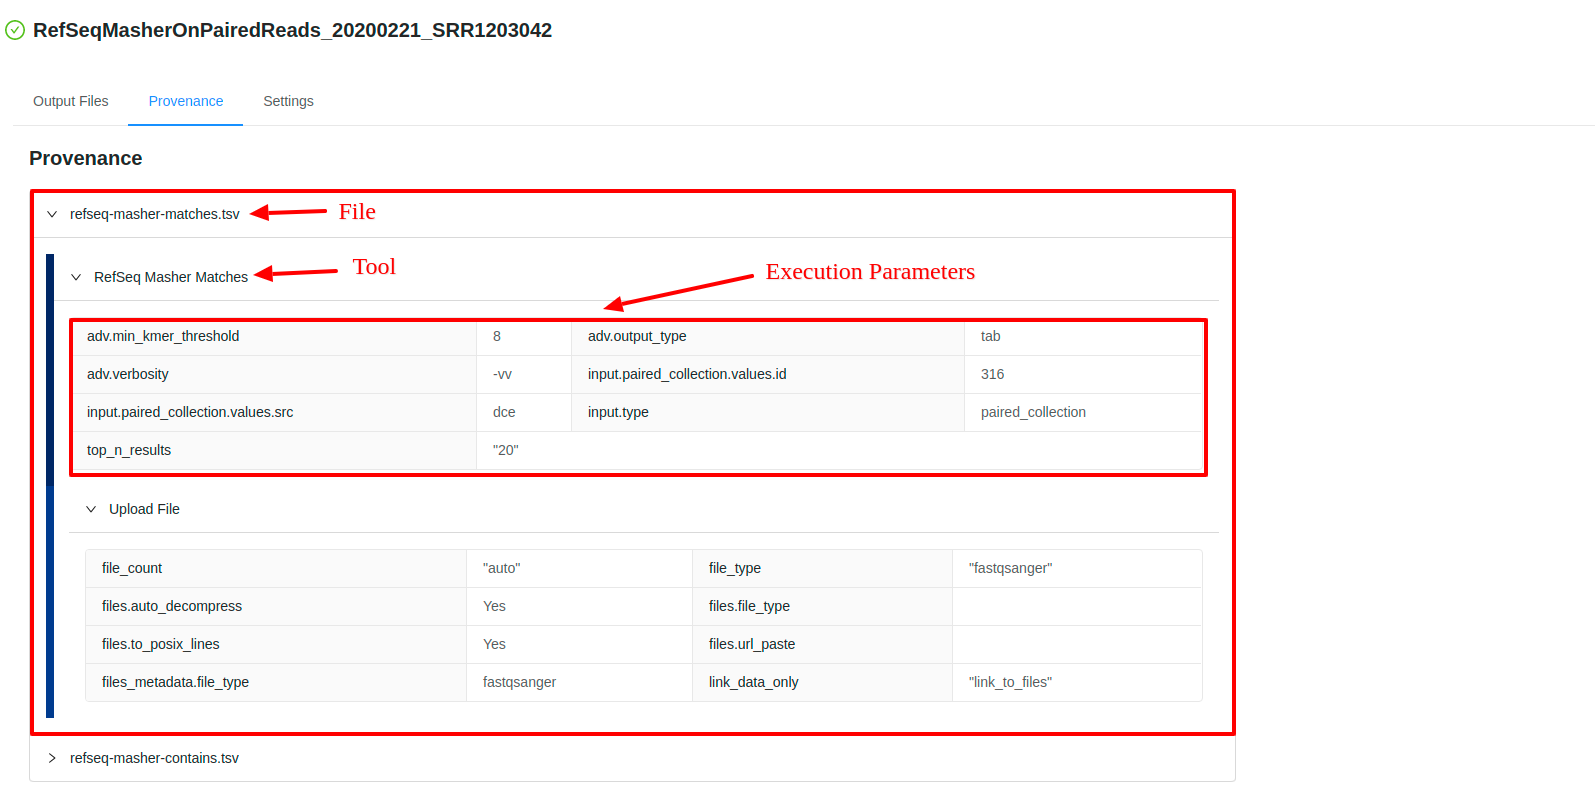 RefSeqMasherOnPairedReads_20200221_SRR1203042
Output Files Provenance Settings
Provenance
refseq-masher-matches.tsv File
RefSeq Masher Matches Tool
Execution Parameters
adv.min_kmer_threshold 8 adv.output_type tab
adv.verbosity -vv input.paired_collection.values.id 316
input.paired_collection.values.src dce input.type paired_collection
top_n_results "20"
Upload File
file_count "auto" file_type "fastqsanger"
files.auto_decompress Yes files.file_type
files.to_posix_lines Yes files.url_paste
files_metadata.file_type fastqsanger link_data_only "link_to_files"
refseq-masher-contains.tsv